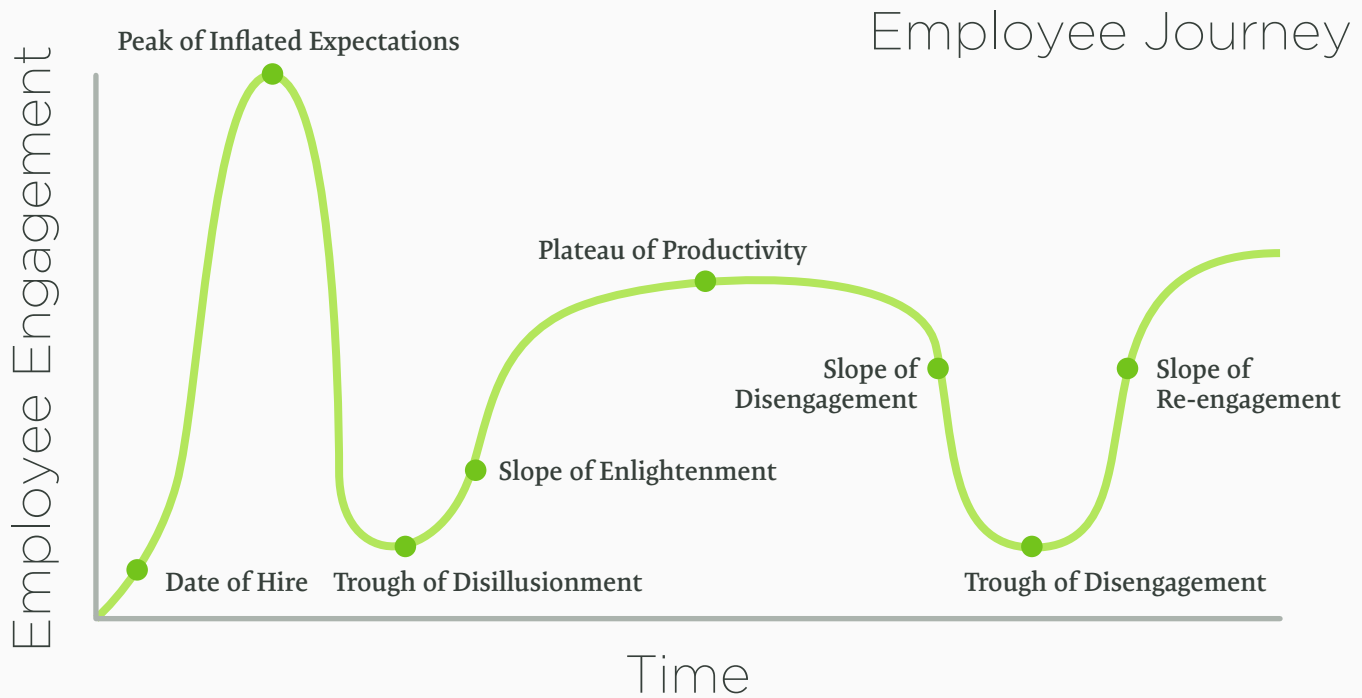 Employee Journey
Peak of Inflated Expectations
Employee Engagement
Plateau of Productivity
Slope of
Disengagement
Slope of
Re-engagement
Slope of Enlightenment
Date of Hire
Trough of Disillusionment
Trough of Disengagement
Time